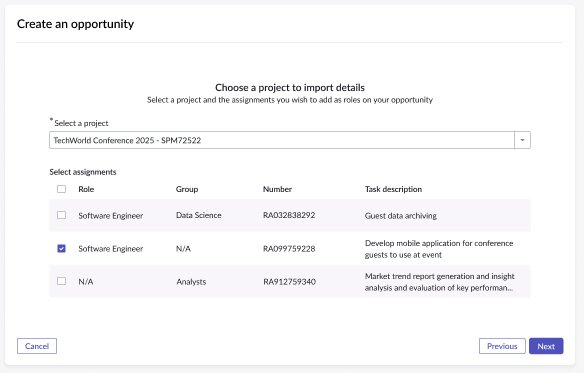 Create an opportunity
Choose a project to import details
Select a project and the assignments you wish to add as roles on your opportunity
* Select a project
TechWorld Conference 2025 - SPM72522
Select assignments
Role Group Number Task description
Software Engineer Data Science RA032838292 Guest data archiving
Software Engineer N/A RA099759228 Develop mobile application for conference
guests to use at event
N/A Analysts RA912759340 Market trend report generation and insight
analysis and evaluation of key performan...
Cancel Previous Next